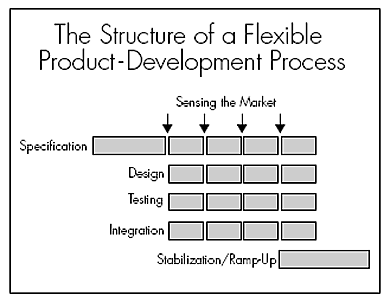 The Structure of a Flexible
Product-Development Process
Sensing the Market
Specification
Design
Testing
Integration
Stabilization/Ramp-Up